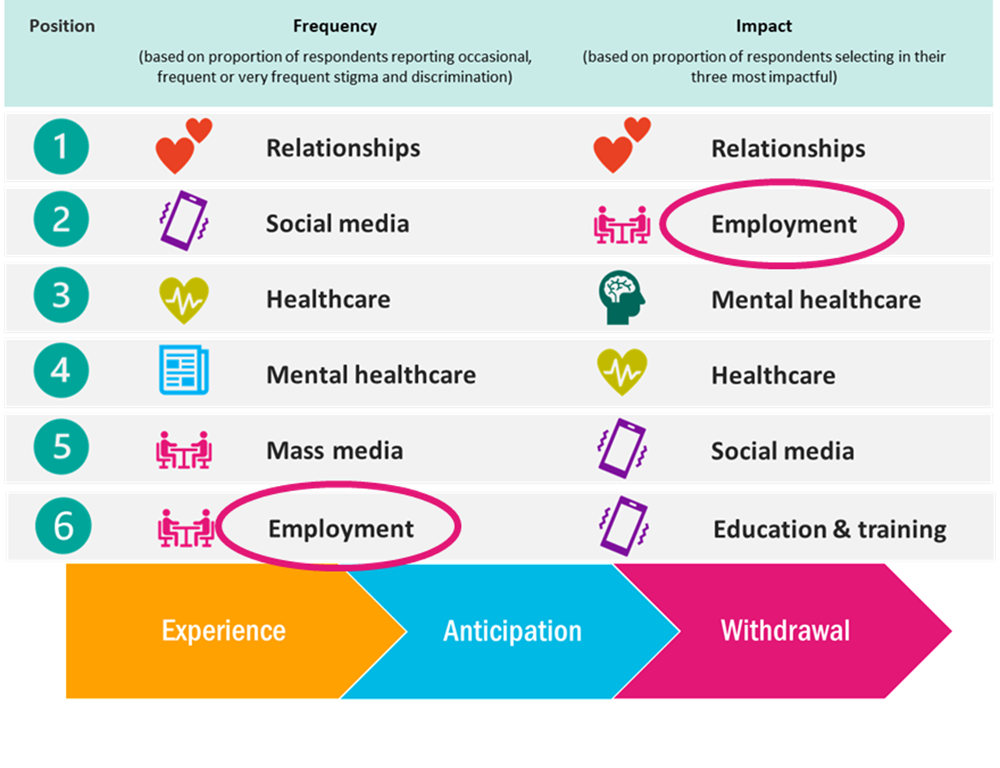 Position
Frequency
Impact
(based on proportion of respondents reporting occasional,
frequent or very frequent stigma and discrimination)
(based on proportion of respondents selecting in their
three most impactful)
1
Relationships
Relationships
2
Social media
Employment
3
Healthcare
Mental healthcare
4
Mental healthcare
Healthcare
5
Mass media
Social media
6
Employment
Education & training
Experience
Anticipation
Withdrawal